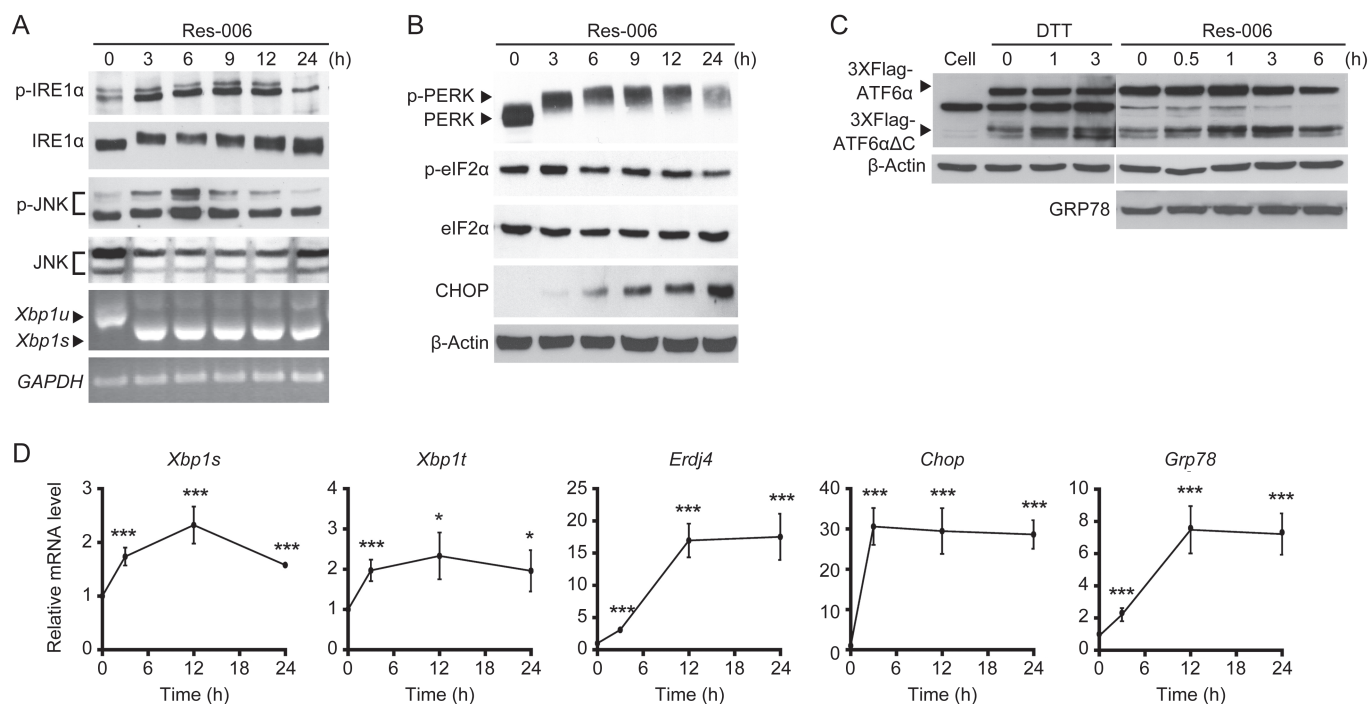 A
Res-006
0 3 6 9 12 24 (h)
p-IRE1α
IRE1α
p-JNK
JNK
Xbp1u
Xbp1s
GAPDH
B
Res-006
0 3 6 9 12 24 (h)
p-PERK
PERK
p-eIF2α
eIF2α
CHOP
β-Actin
C
DTT Res-006
Cell 0 1 3 0 0.5 1 3 6 (h)
3XFlag-
ATF6α
3XFlag-
ATF6αΔC
β-Actin
GRP78
D
Relative mRNA level
Xbp1s
3
2
1
0
*** *** ***
0 6 12 18 24
Time (h)
Xbp1t
4
3
2
1
0
*** * *
0 6 12 18 24
Time (h)
Erdj4
25
20
15
10
5
0
*** *** ***
0 6 12 18 24
Time (h)
Chop
40
30
20
10
0
*** *** ***
0 6 12 18 24
Time (h)
Grp78
10
8
6
4
2
0
*** *** ***
0 6 12 18 24
Time (h)